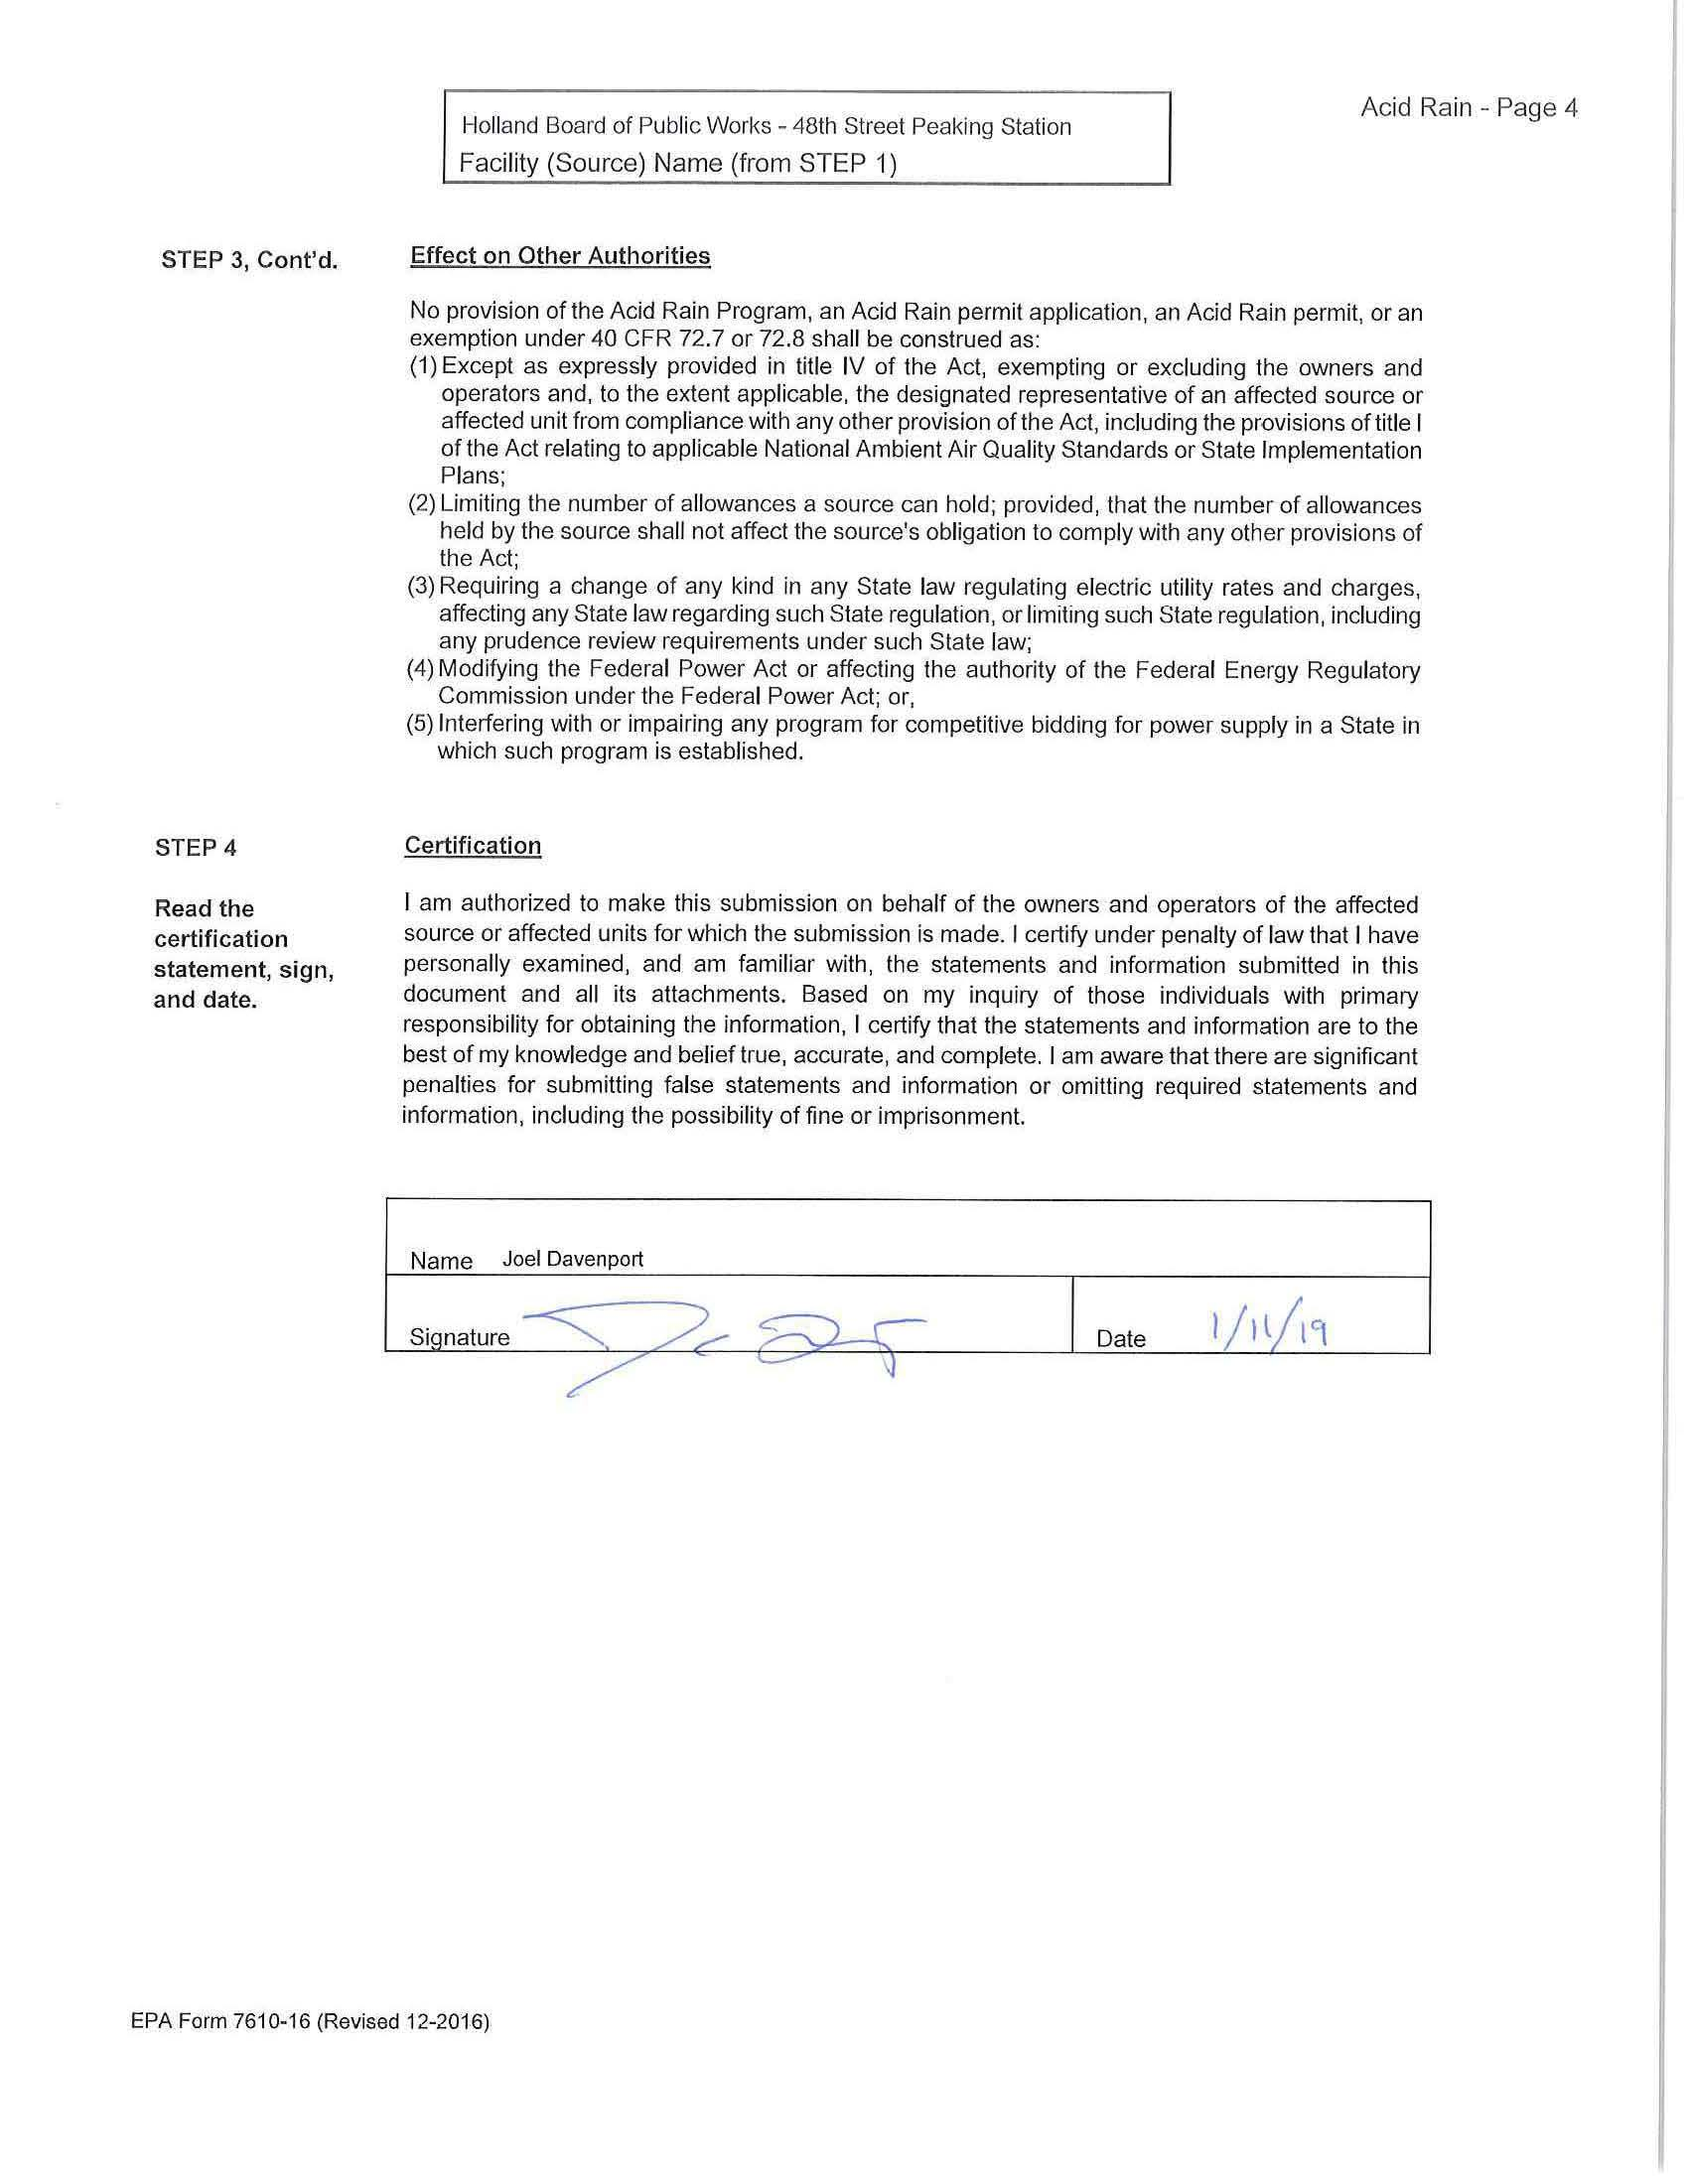 Acid Rain - Page 4
Holland Board of Public Works - 48th Street Peaking Station
Facility (Source) Name (from STEP 1)
STEP 3, Cont'd.
Effect on Other Authorities
No provision of the Acid Rain Program, an Acid Rain permit application, an Acid Rain permit, or an
exemption under 40 CFR 72.7 or 72.8 shall be construed as:
(1) Except as expressly provided in title IV of the Act, exempting or excluding the owners and
operators and, to the extent applicable, the designated representative of an affected source or
affected unit from compliance with any other provision of the Act, including the provisions of title I
of the Act relating to applicable National Ambient Air Quality Standards or State Implementation
Plans;
(2) Limiting the number of allowances a source can hold; provided, that the number of allowances
held by the source shall not affect the source's obligation to comply with any other provisions of
the Act;
(3) Requiring a change of any kind in any State law regulating electric utility rates and charges,
affecting any State law regarding such State regulation, or limiting such State regulation, including
any prudence review requirements under such State law;
(4) Modifying the Federal Power Act or affecting the authority of the Federal Energy Regulatory
Commission under the Federal Power Act; or,
(5) Interfering with or impairing any program for competitive bidding for power supply in a State in
which such program is established.
STEP 4
Read the
certification
statement, sign,
and date.
Certification
I am authorized to make this submission on behalf of the owners and operators of the affected
source or affected units for which the submission is made. I certify under penalty of law that I have
personally examined, and am familiar with, the statements and information submitted in this
document and all its attachments. Based on my inquiry of those individuals with primary
responsibility for obtaining the information, I certify that the statements and information are to the
best of my knowledge and belief true, accurate, and complete. I am aware that there are significant
penalties for submitting false statements and information or omitting required statements and
information, including the possibility of fine or imprisonment.
Name Joel Davenport
Signature
Date 1/11/19
EPA Form 7610-16 (Revised 12-2016)